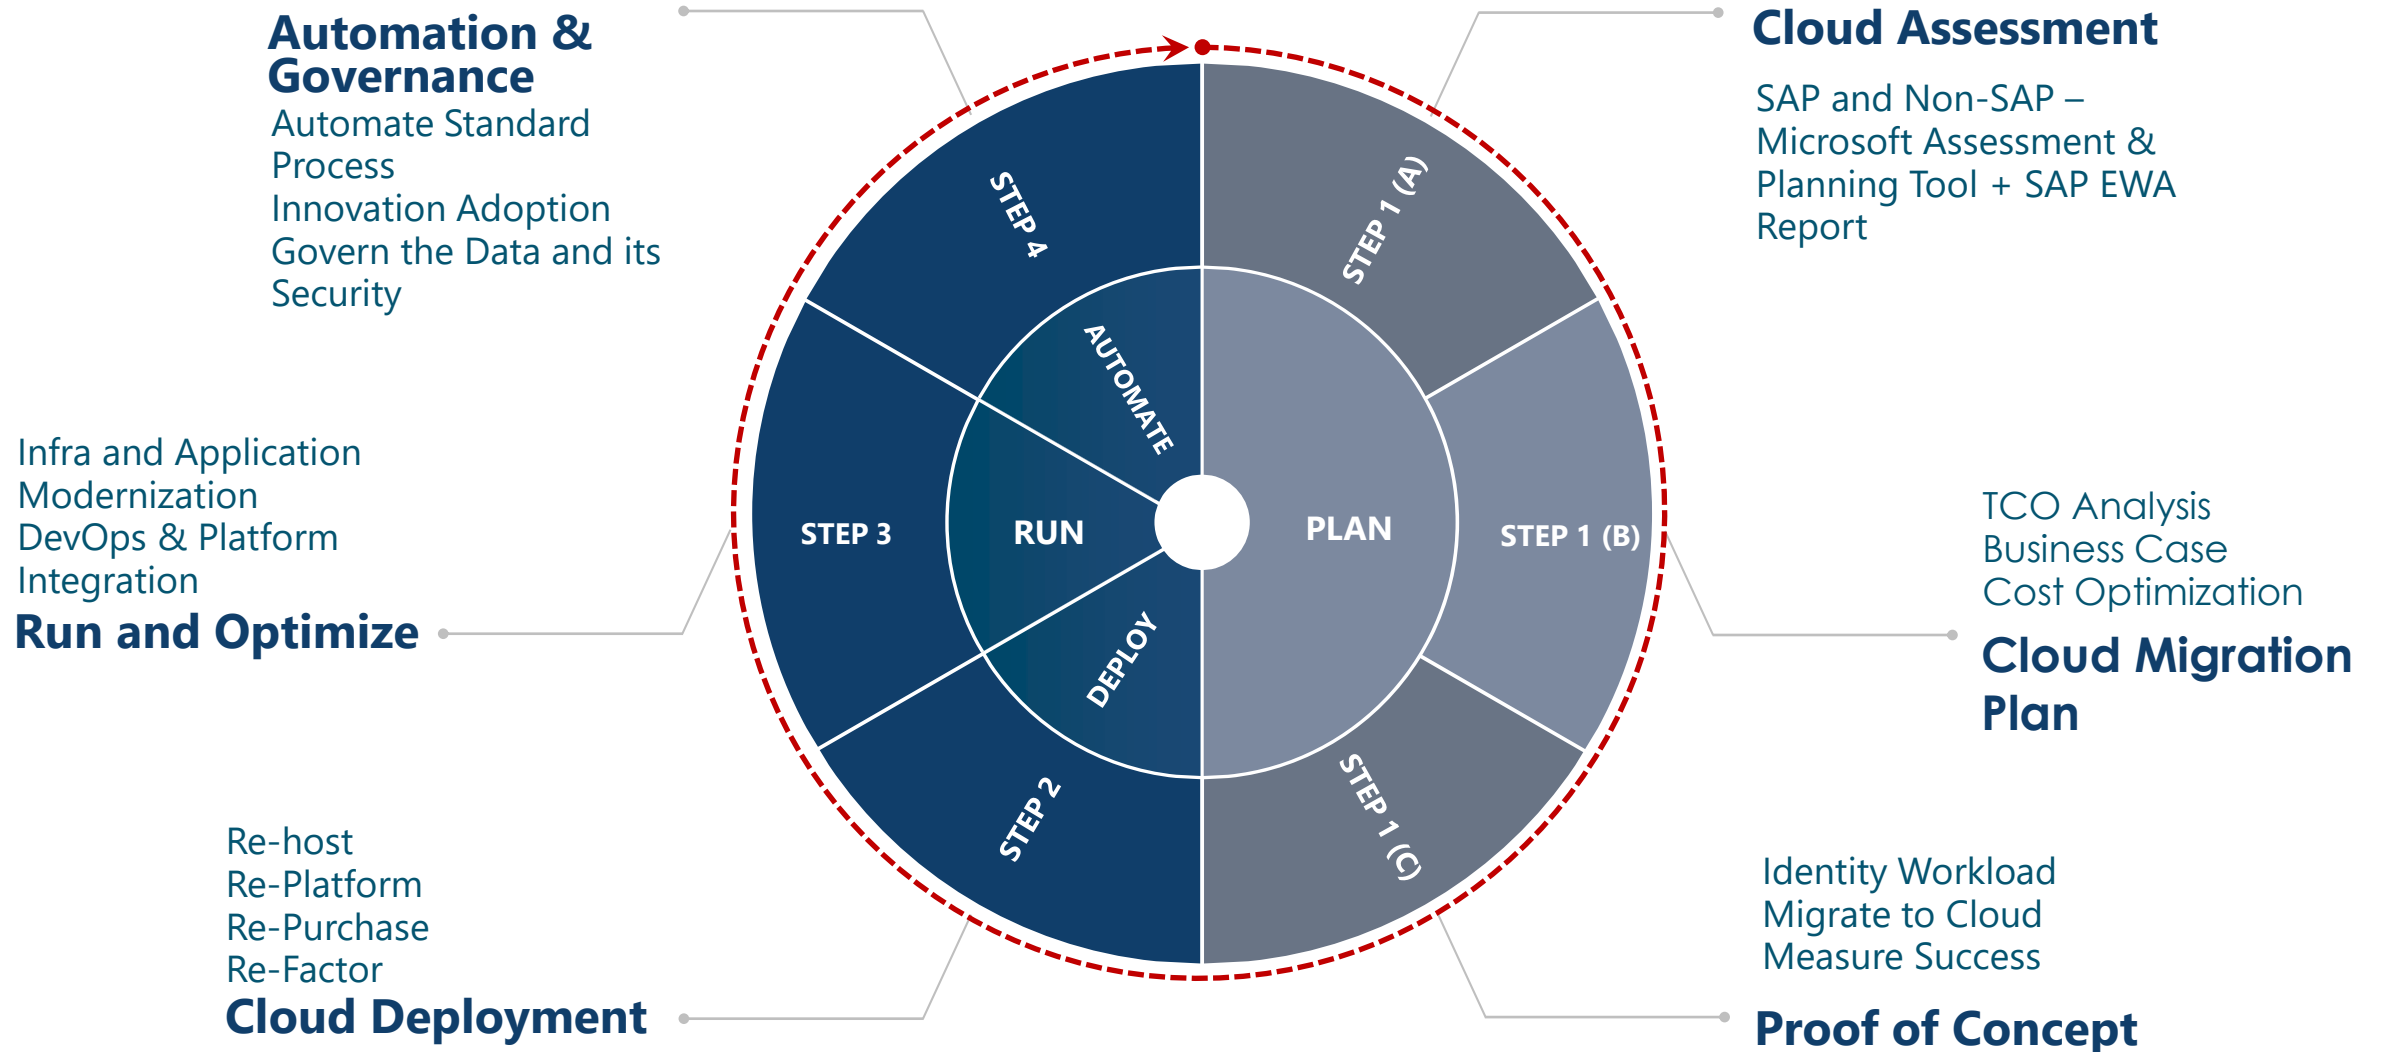 Automation &
Governance
Automate Standard
Process
Innovation Adoption
Govern the Data and its
Security
Cloud Assessment
SAP and Non-SAP –
Microsoft Assessment &
Planning Tool + SAP EWA
Report
STEP 4
STEP 1 (A)
AUTOMATE
Infra and Application
Modernization
DevOps & Platform
Integration
Run and Optimize
STEP 3
RUN
PLAN
STEP 1 (B)
TCO Analysis
Business Case
Cost Optimization
Cloud Migration
Plan
DEPLOY
STEP 2
STEP 1 (C)
Re-host
Re-Platform
Re-Purchase
Re-Factor
Cloud Deployment
Identity Workload
Migrate to Cloud
Measure Success
Proof of Concept